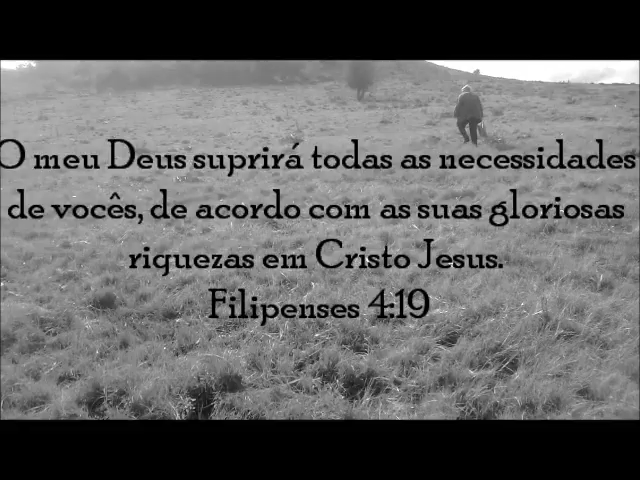 O meu Deus suprirá todas as necessidades
de vocês, de acordo com as suas gloriosas
riquezas em Cristo Jesus.
Filipenses 4:19